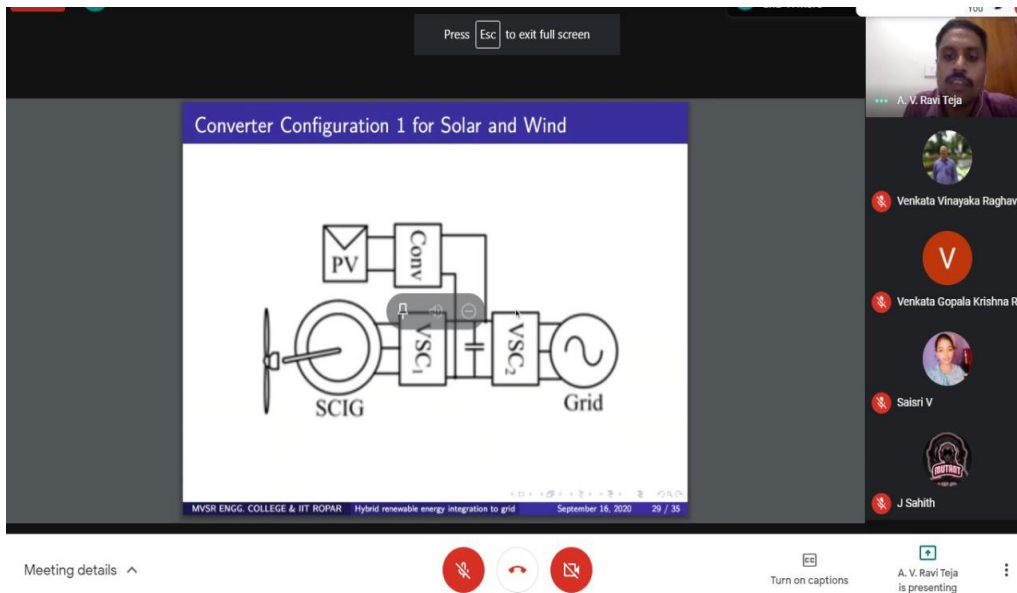 You
Press Esc to exit full screen
A. V. Ravi Teja
Converter Configuration 1 for Solar and Wind
Venkata Vinayaka Raghav
PV
Conv
V
Venkata Gopala Krishna R
VSC1
VSC2
SCIG
Grid
Saisri V
MUTANT
J Sahith
MVSR ENGG. COLLEGE & IIT ROPAR Hybrid renewable energy integration to grid September 16, 2020 29 / 35
Meeting details
CC
Turn on captions
A. V. Ravi Teja
is presenting